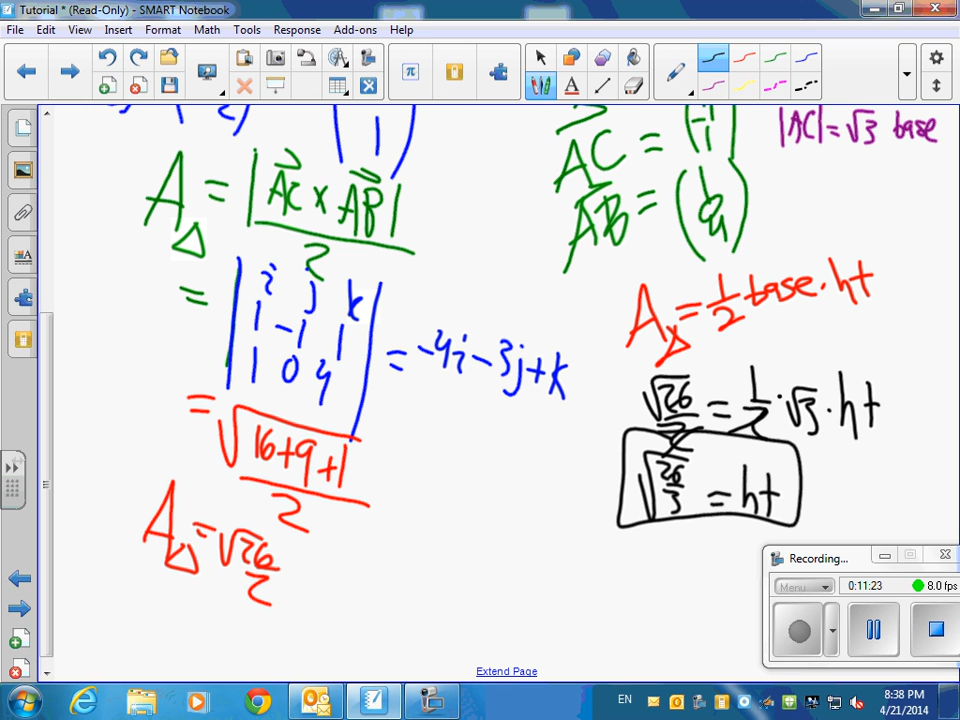 Tutorial * (Read-Only) - SMART Notebook
File Edit View Insert Format Math Tools Response Add-ons Help
1
AC = (-1 1)
|AC| = √3 base
AB = (1 0 4)
A△ = |AC x AB| / 2
= | i j k
1 -1 1
1 0 4 | = -4i - 3j + k
= √16+9+1 / 2
A△ = √26 / 2
A△ = 1/2 base · ht
√26 / 2 = 1/2 · √3 · ht
√26/3 = ht
Recording...
Menu
0:11:23
8.0 fps
Extend Page
EN
8:38 PM
4/21/2014